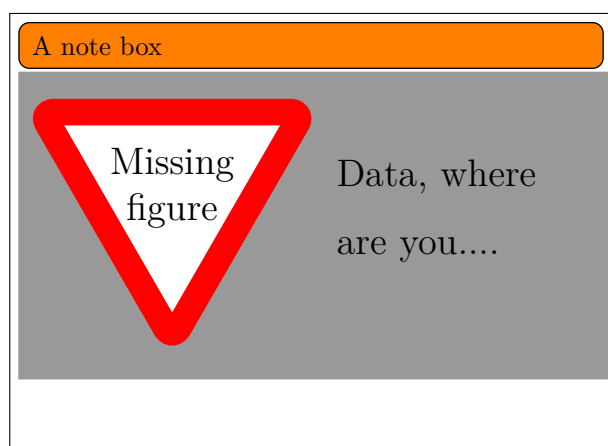 A note box
Missing
figure
Data, where
are you....